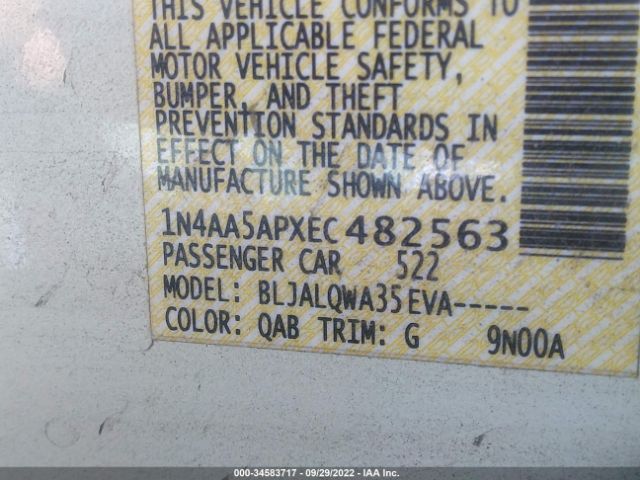 THIS VEHICLE CONFORMS TO
ALL APPLICABLE FEDERAL
MOTOR VEHICLE SAFETY,
BUMPER, AND THEFT
PREVENTION STANDARDS IN
EFFECT ON THE DATE OF
MANUFACTURE SHOWN ABOVE.
1N4AA5APXEC482563
PASSENGER CAR 522
MODEL: BLJALQWA35EVA-----
COLOR: QAB TRIM: G 9N00A
000-34583717 - 09/29/2022 - IAA Inc.